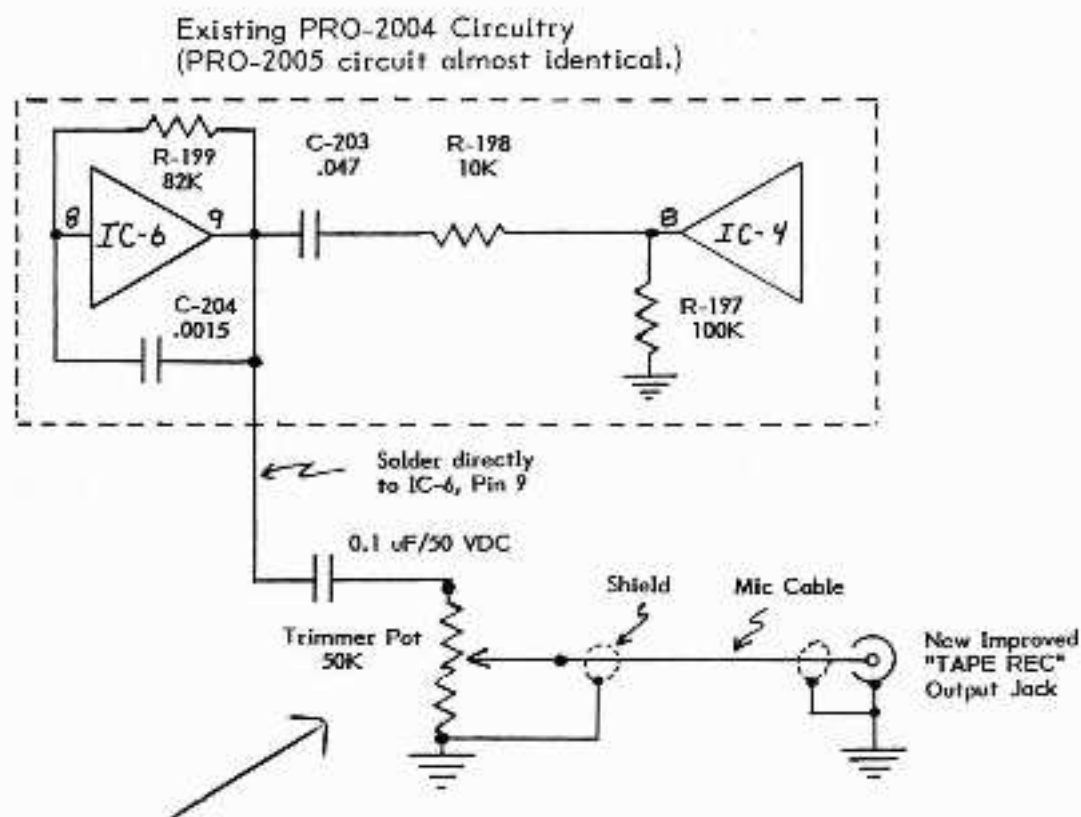 Existing PRO-2004 Circuitry
(PRO-2005 circuit almost identical.)
R-199
82K
C-203
.047
R-198
10K
8
IC-6
9
8
IC-4
C-204
.0015
R-197
100K
Solder directly
to IC-6, Pin 9
0.1 uF/50 VDC
Shield
Mic Cable
Trimmer Pot
50K
New Improved
"TAPE REC"
Output Jack